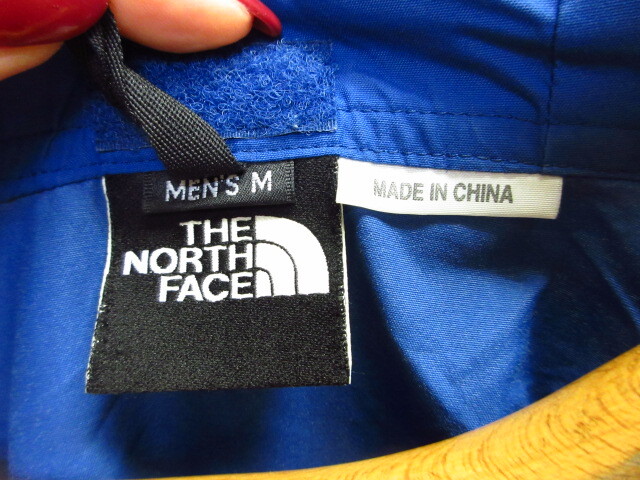 MEN'S M
MADE IN CHINA
THE
NORTH
FACE